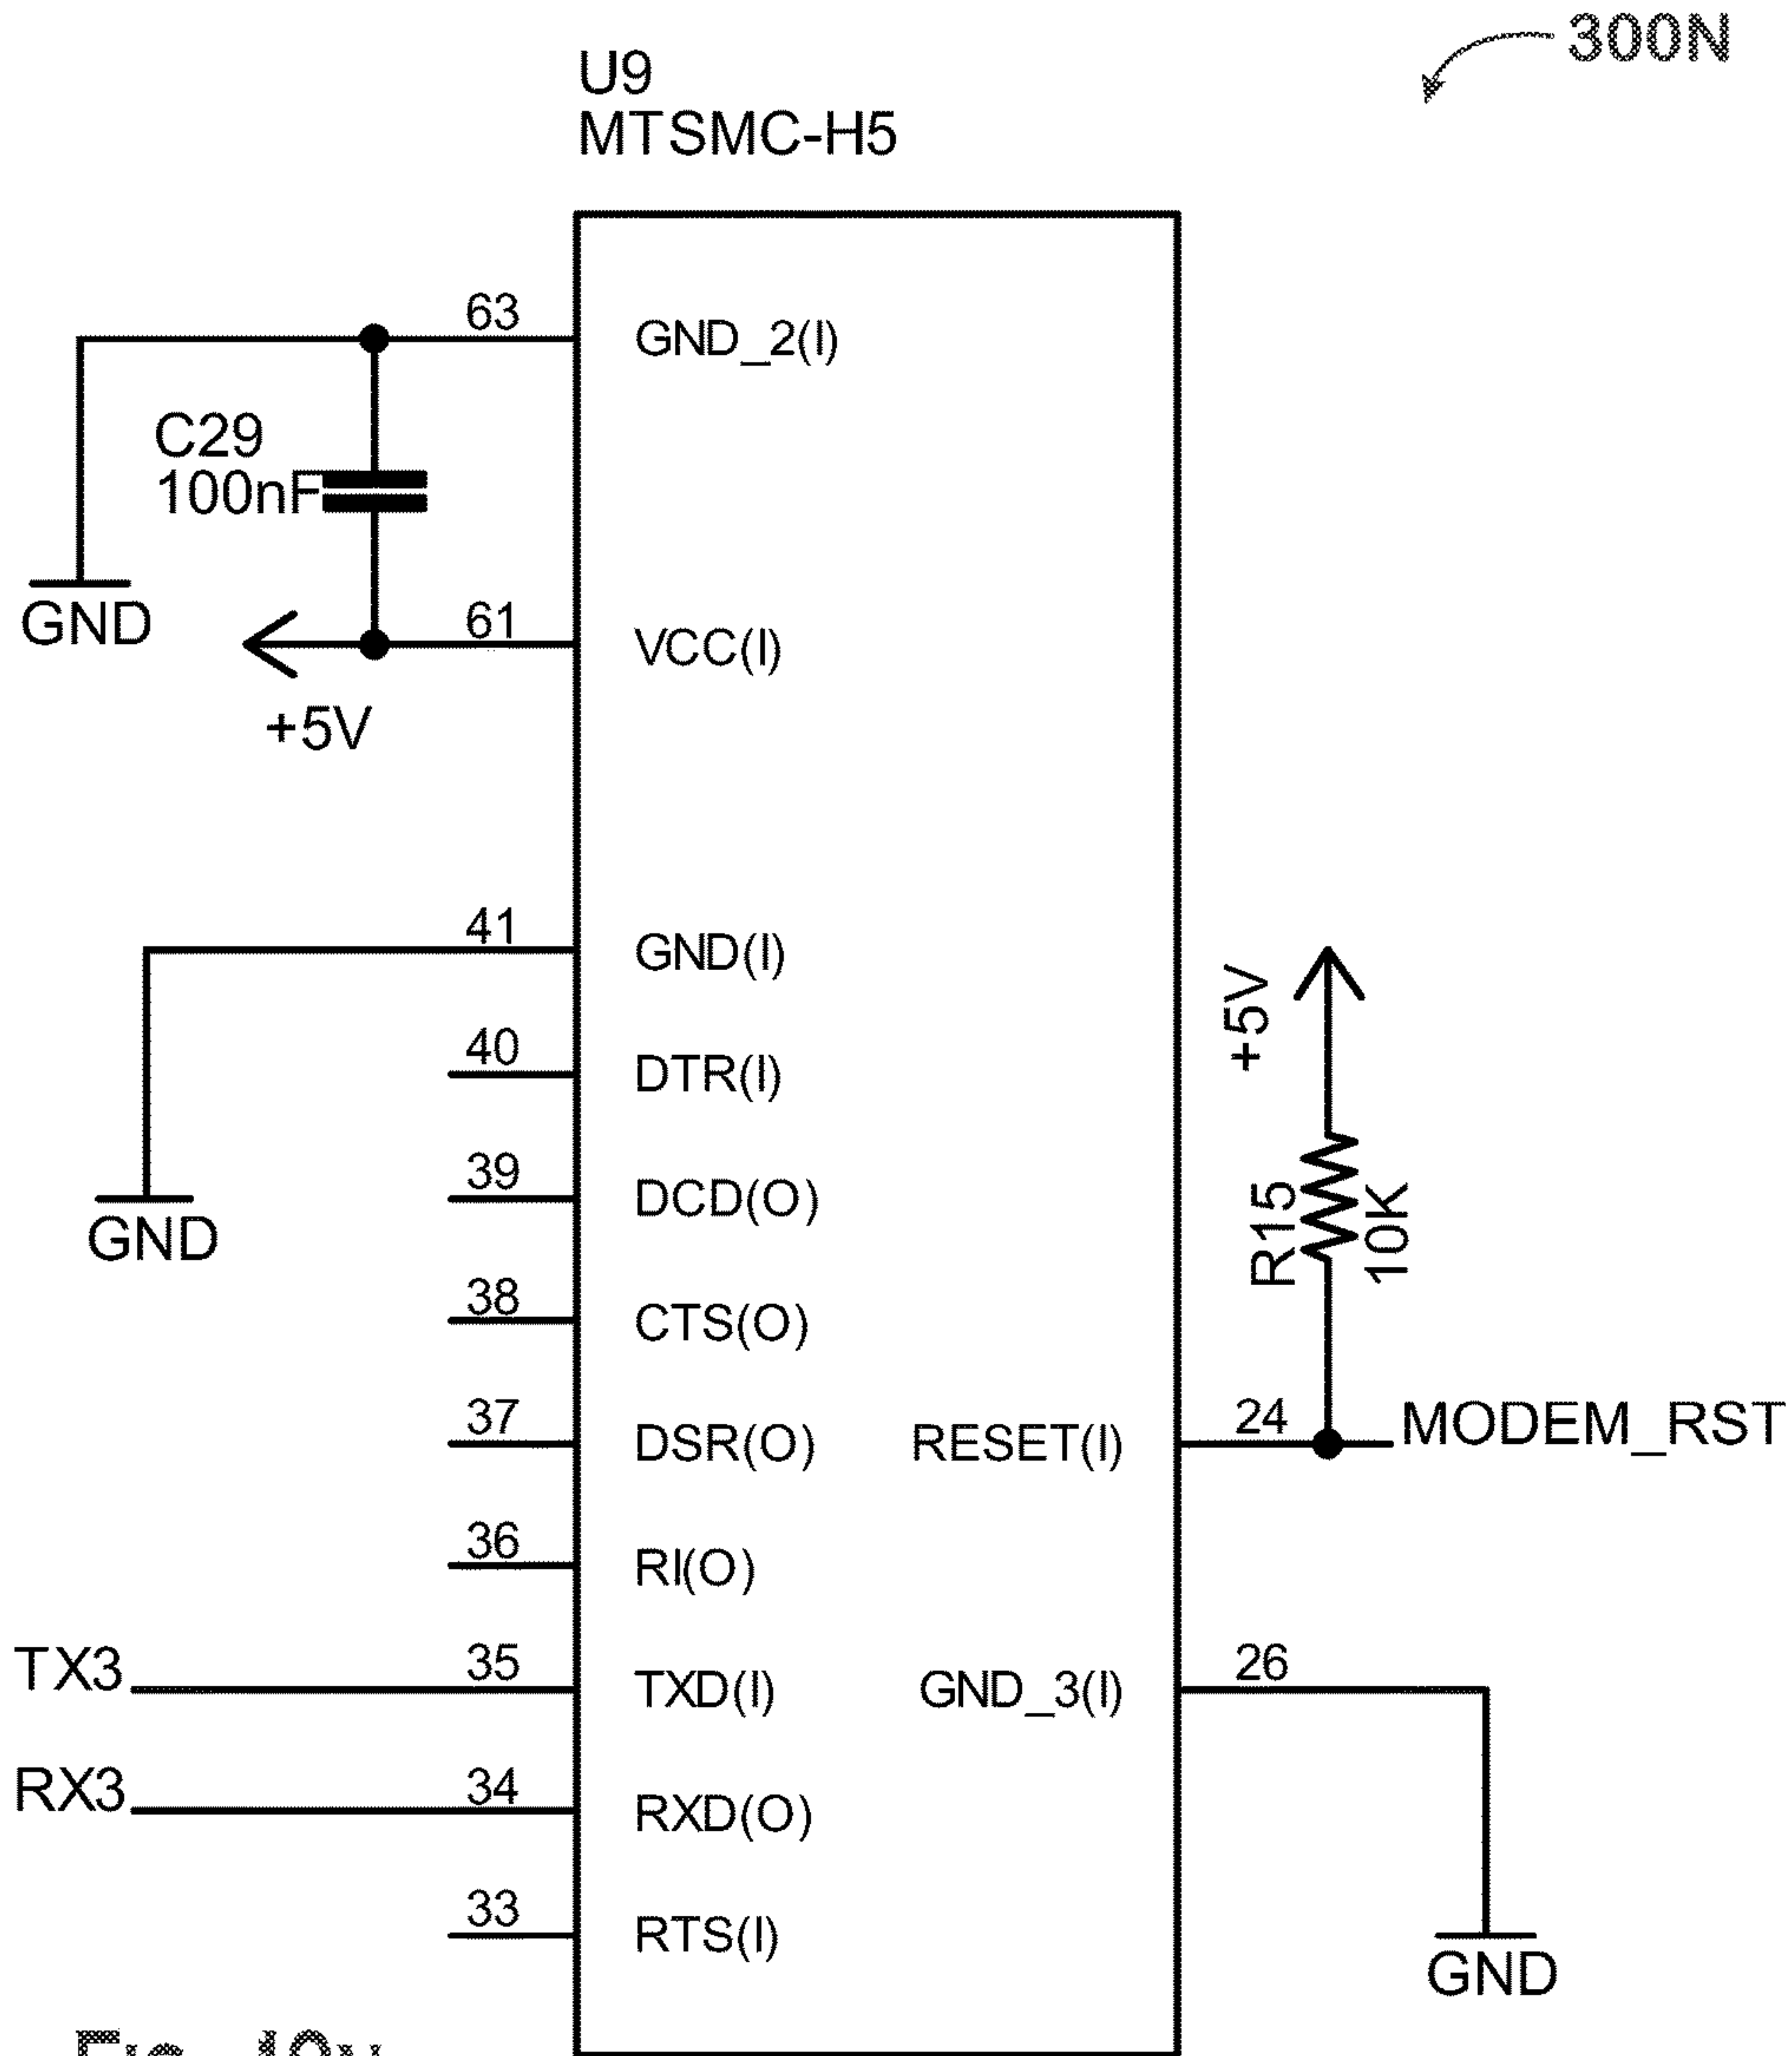 300N
U9
MTSMC-H5
63
GND_2(I)
C29
100nF
GND
61
VCC(I)
+5V
41
GND(I)
GND
40
DTR(I)
39
DCD(O)
38
CTS(O)
37
DSR(O)
36
RI(O)
TX3
35
TXD(I)
RX3
34
RXD(O)
33
RTS(I)
+5V
R15
10K
RESET(I)
24
MODEM_RST
GND_3(I)
26
GND